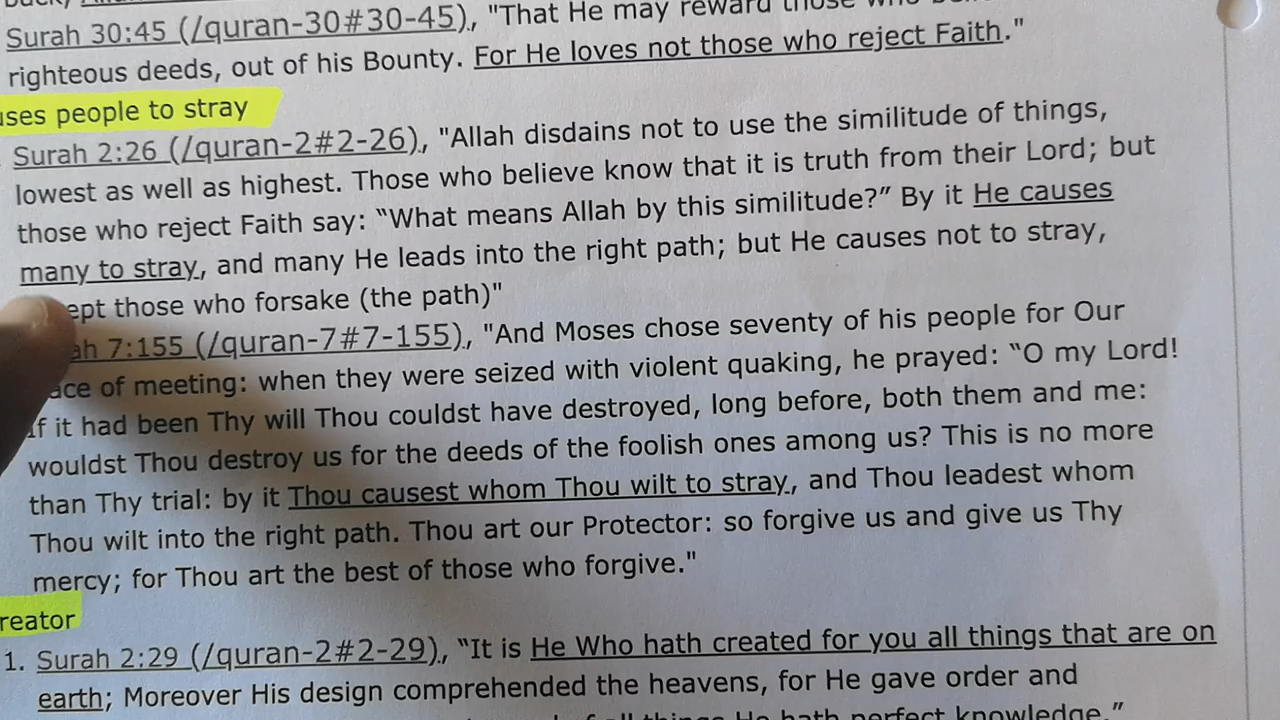 Surah 30:45 (/quran-30#30-45), "That He may reward those who
righteous deeds, out of his Bounty. For He loves not those who reject Faith."
uses people to stray
Surah 2:26 (/quran-2#2-26), "Allah disdains not to use the similitude of things,
lowest as well as highest. Those who believe know that it is truth from their Lord; but
those who reject Faith say: “What means Allah by this similitude?” By it He causes
many to stray, and many He leads into the right path; but He causes not to stray,
ept those who forsake (the path)"
ah 7:155 (/quran-7#7-155), "And Moses chose seventy of his people for Our
ace of meeting: when they were seized with violent quaking, he prayed: “O my Lord!
If it had been Thy will Thou couldst have destroyed, long before, both them and me:
wouldst Thou destroy us for the deeds of the foolish ones among us? This is no more
than Thy trial: by it Thou causest whom Thou wilt to stray, and Thou leadest whom
Thou wilt into the right path. Thou art our Protector: so forgive us and give us Thy
mercy; for Thou art the best of those who forgive."
reator
1. Surah 2:29 (/quran-2#2-29), “It is He Who hath created for you all things that are on
earth; Moreover His design comprehended the heavens, for He gave order and
of all things He hath perfect knowledge.”